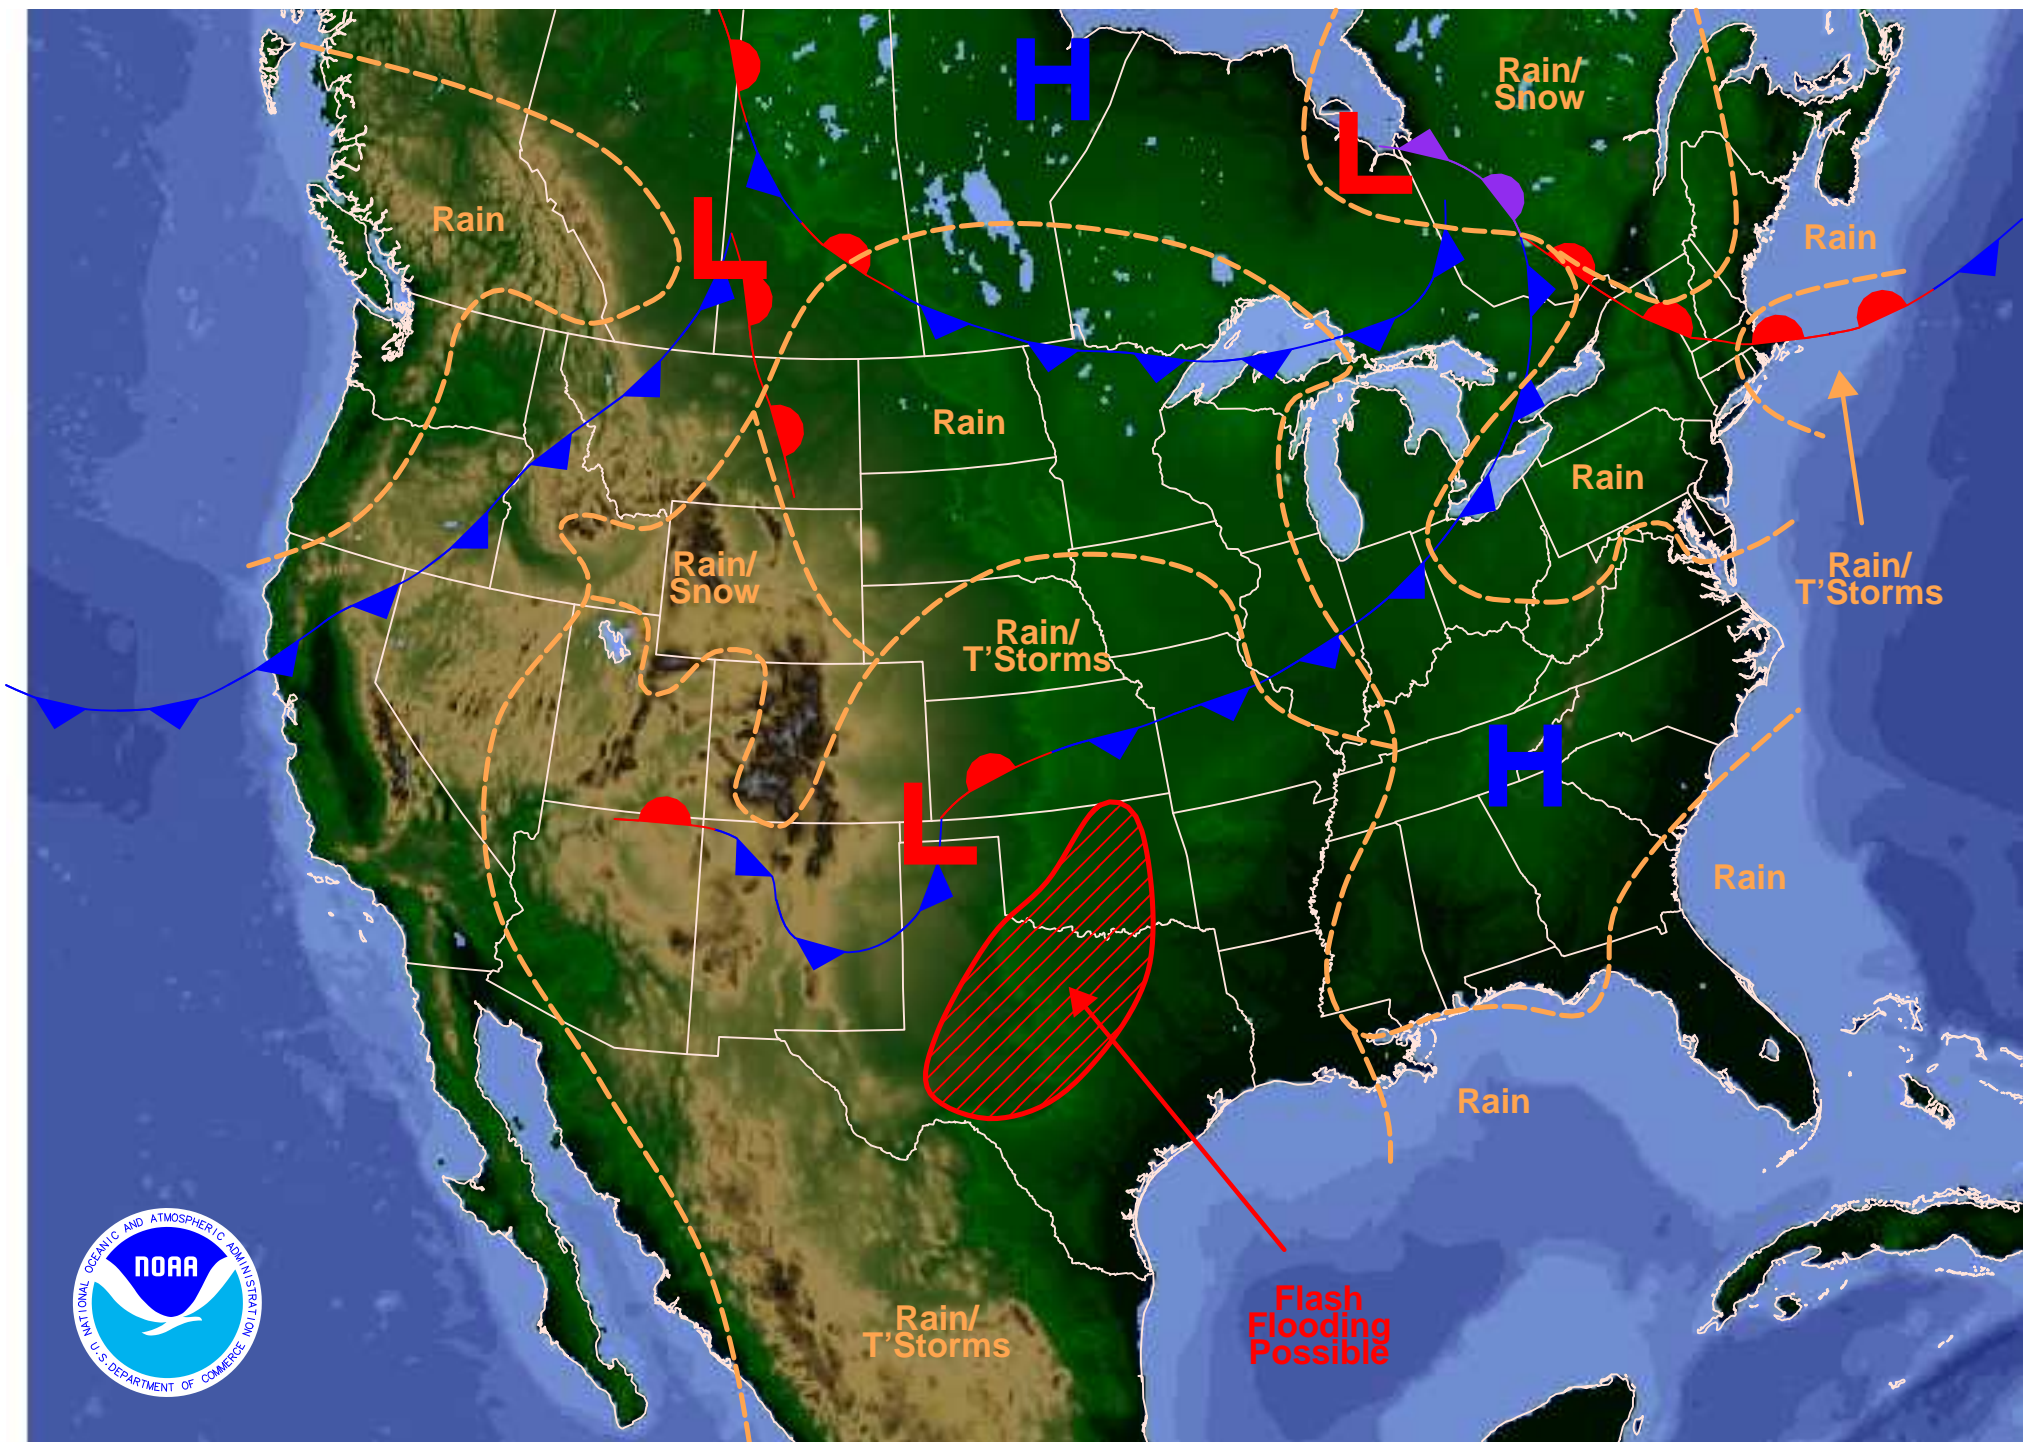 H
Rain/
Snow
L
Rain
L
Rain
Rain
Rain
Rain/
Snow
Rain/
T'Storms
Rain/
T'Storms
H
L
Rain
Rain
NATIONAL OCEANIC AND ATMOSPHERIC ADMINISTRATION
NOAA
U.S. DEPARTMENT OF COMMERCE
Flash
Flooding
Possible
Rain/
T'Storms